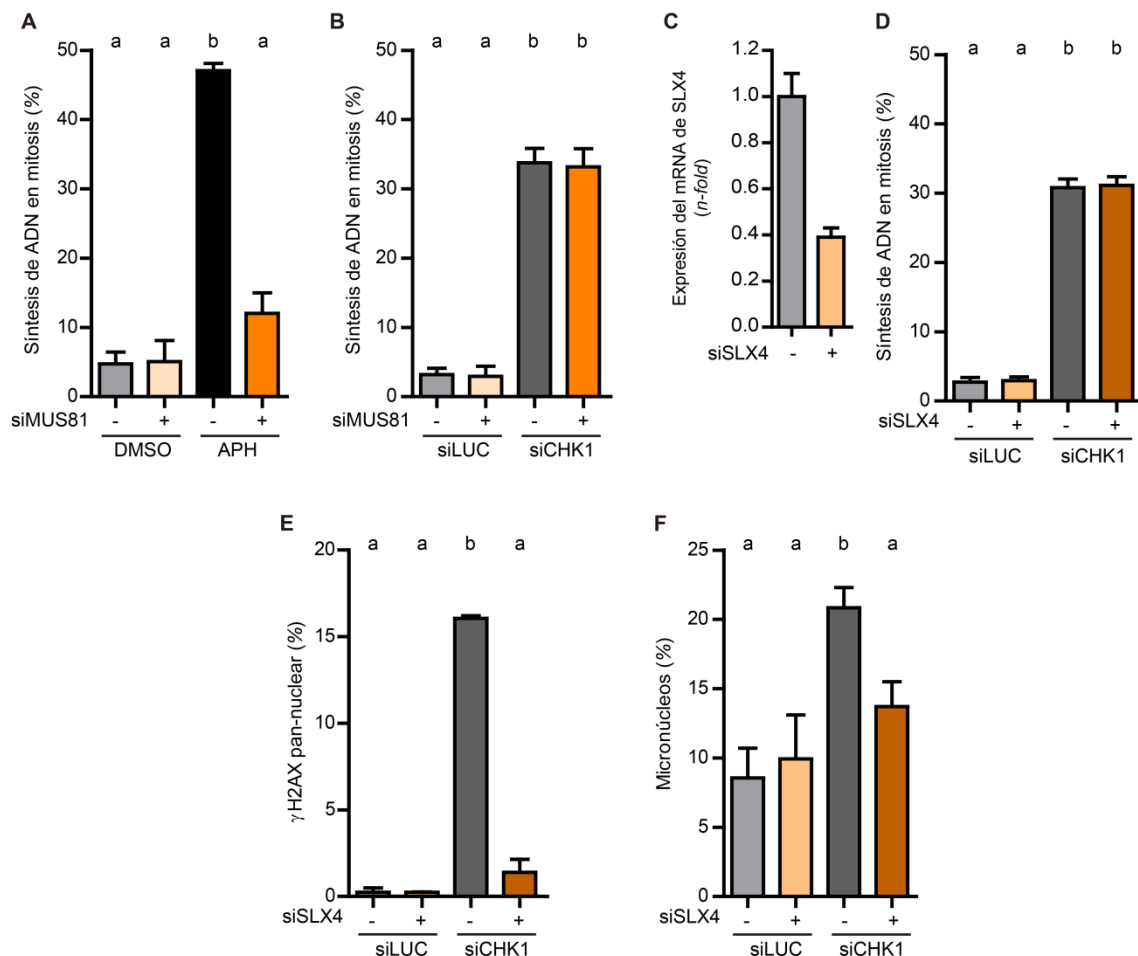 A
a a b a
Síntesis de ADN en mitosis (%)
50
40
30
20
10
0
siMUS81 - + - +
DMSO APH
B
a a b b
Síntesis de ADN en mitosis (%)
50
40
30
20
10
0
siMUS81 - + - +
siLUC siCHK1
C
Expresión del mRNA de SLX4
(n-fold)
1.2
1.0
0.8
0.6
0.4
0.2
0.0
siSLX4 - +
D
a a b b
Síntesis de ADN en mitosis (%)
50
40
30
20
10
0
siSLX4 - + - +
siLUC siCHK1
E
a a b a
γH2AX pan-nuclear (%)
20
15
10
5
0
siSLX4 - + - +
siLUC siCHK1
F
a a b a
Micronúcleos (%)
25
20
15
10
5
0
siSLX4 - + - +
siLUC siCHK1